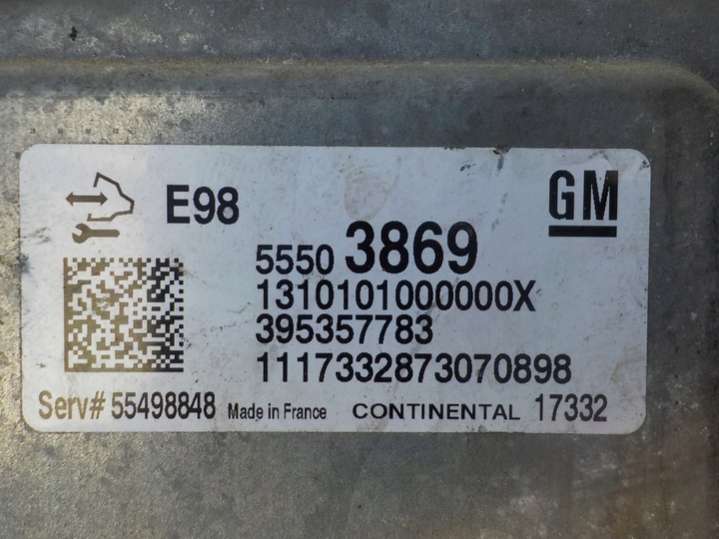 E98
GM
5550 3869
1310101000000X
395357783
1117332873070898
Serv# 55498848 Made in France CONTINENTAL 17332